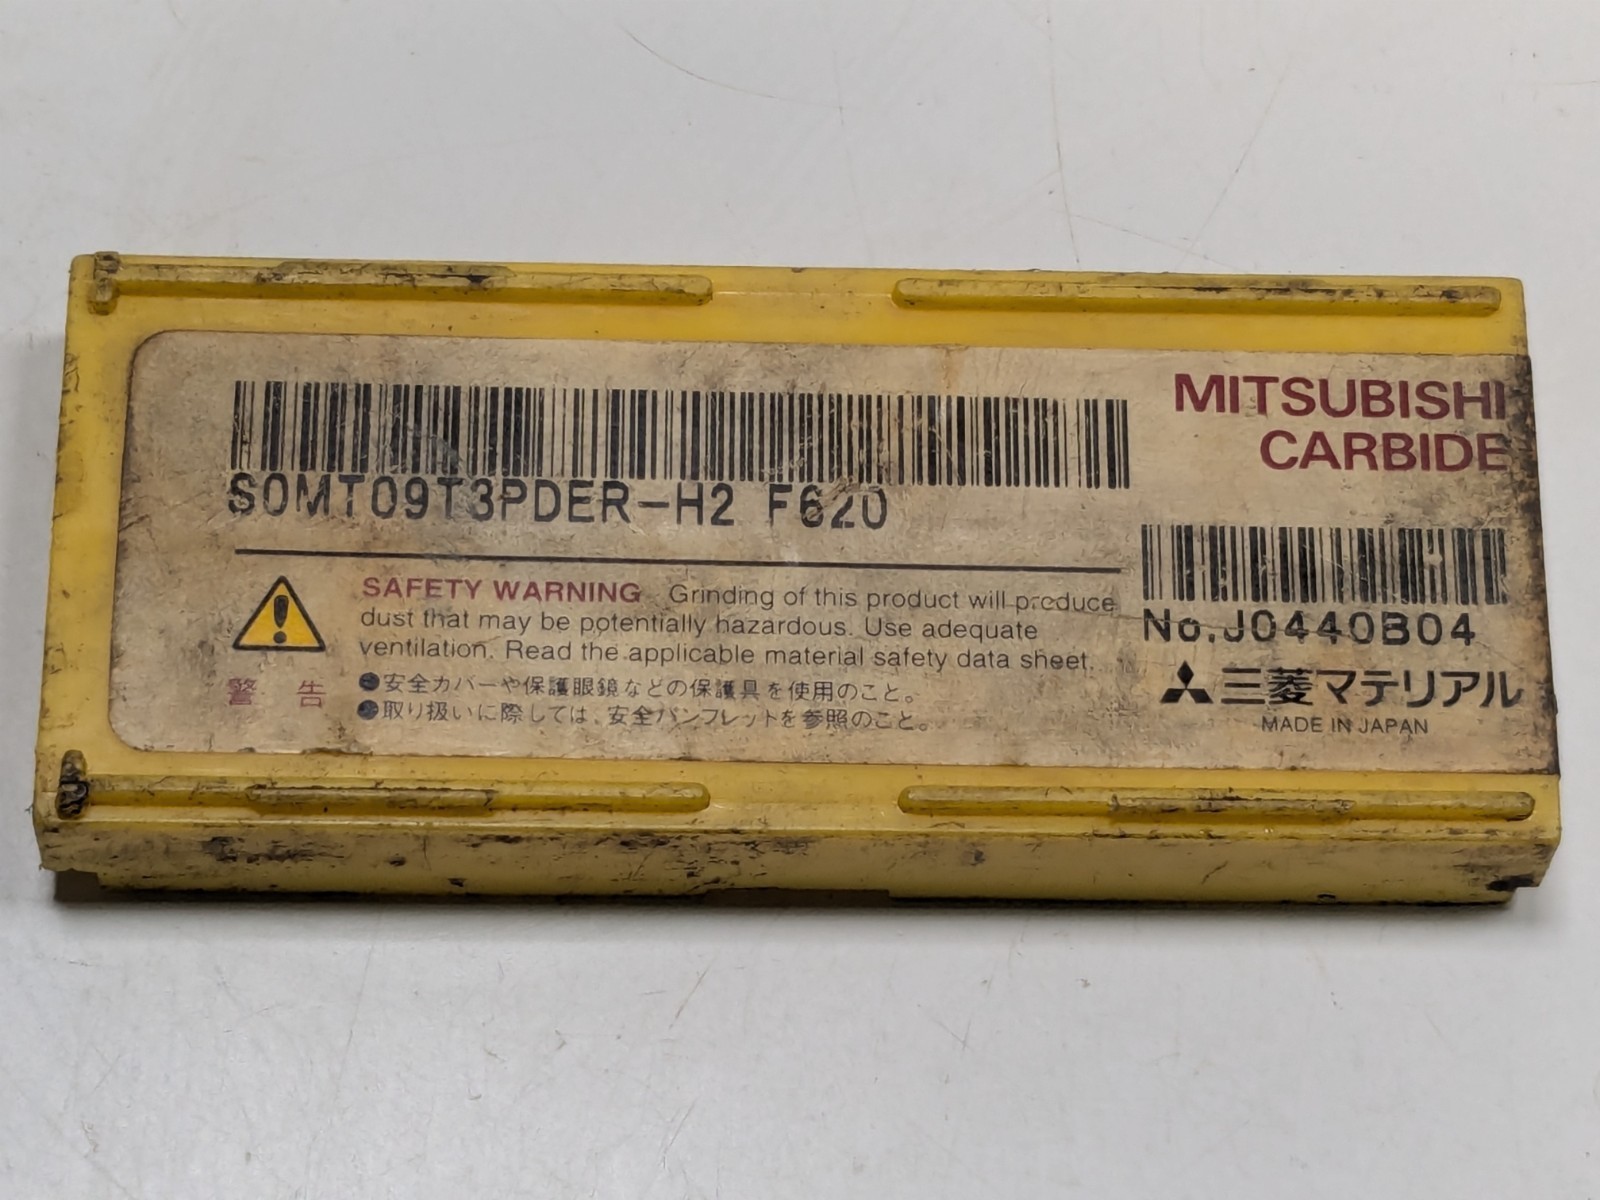 SOMT09T3PDER-H2 F620
MITSUBISHI
CARBIDE
SAFETY WARNING Grinding of this product will produce
dust that may be potentially hazardous. Use adequate
ventilation. Read the applicable material safety data sheet.
警 告
●安全カバーや保護眼鏡などの保護具を使用のこと。
●取り扱いに際しては、安全パンフレットを参照のこと。
No.J0440B04
三菱マテリアル
MADE IN JAPAN